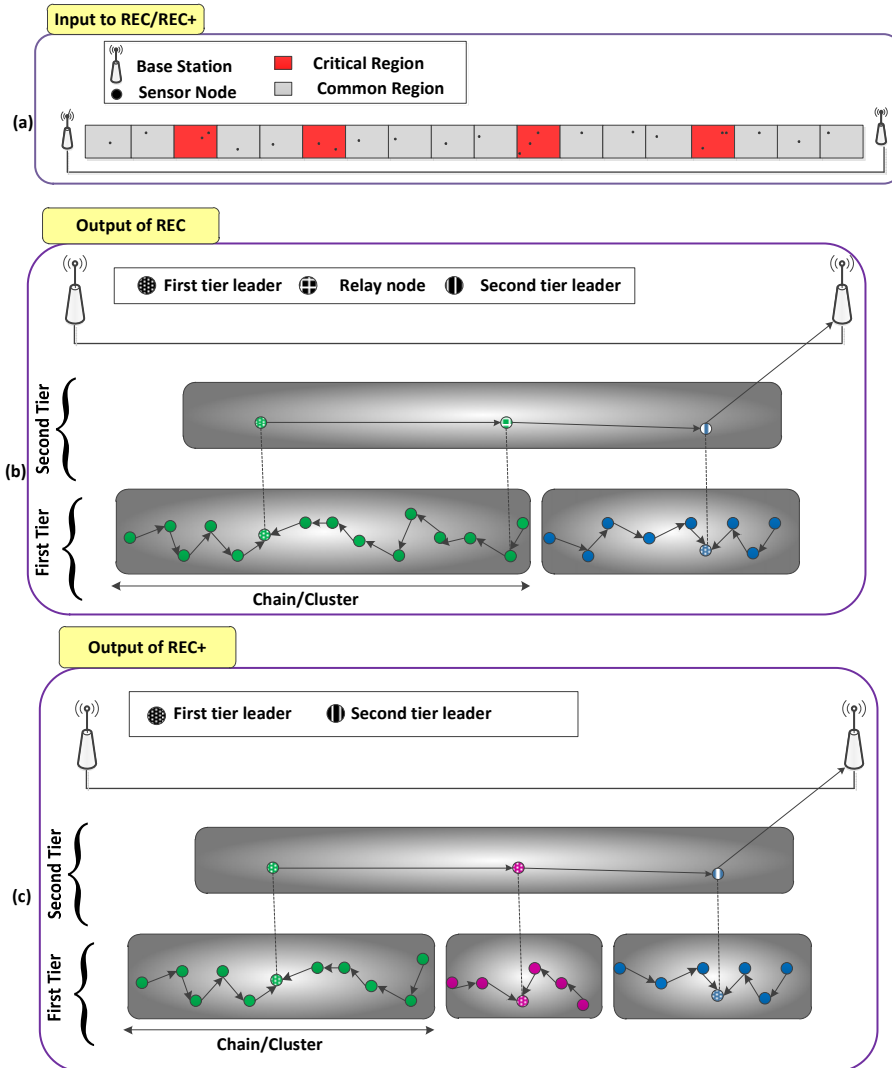 Input to REC/REC+
Base Station
Critical Region
Sensor Node
Common Region
(a)
Output of REC
First tier leader
Relay node
Second tier leader
Second Tier
(b)
First Tier
Chain/Cluster
Output of REC+
First tier leader
Second tier leader
Second Tier
(c)
First Tier
Chain/Cluster